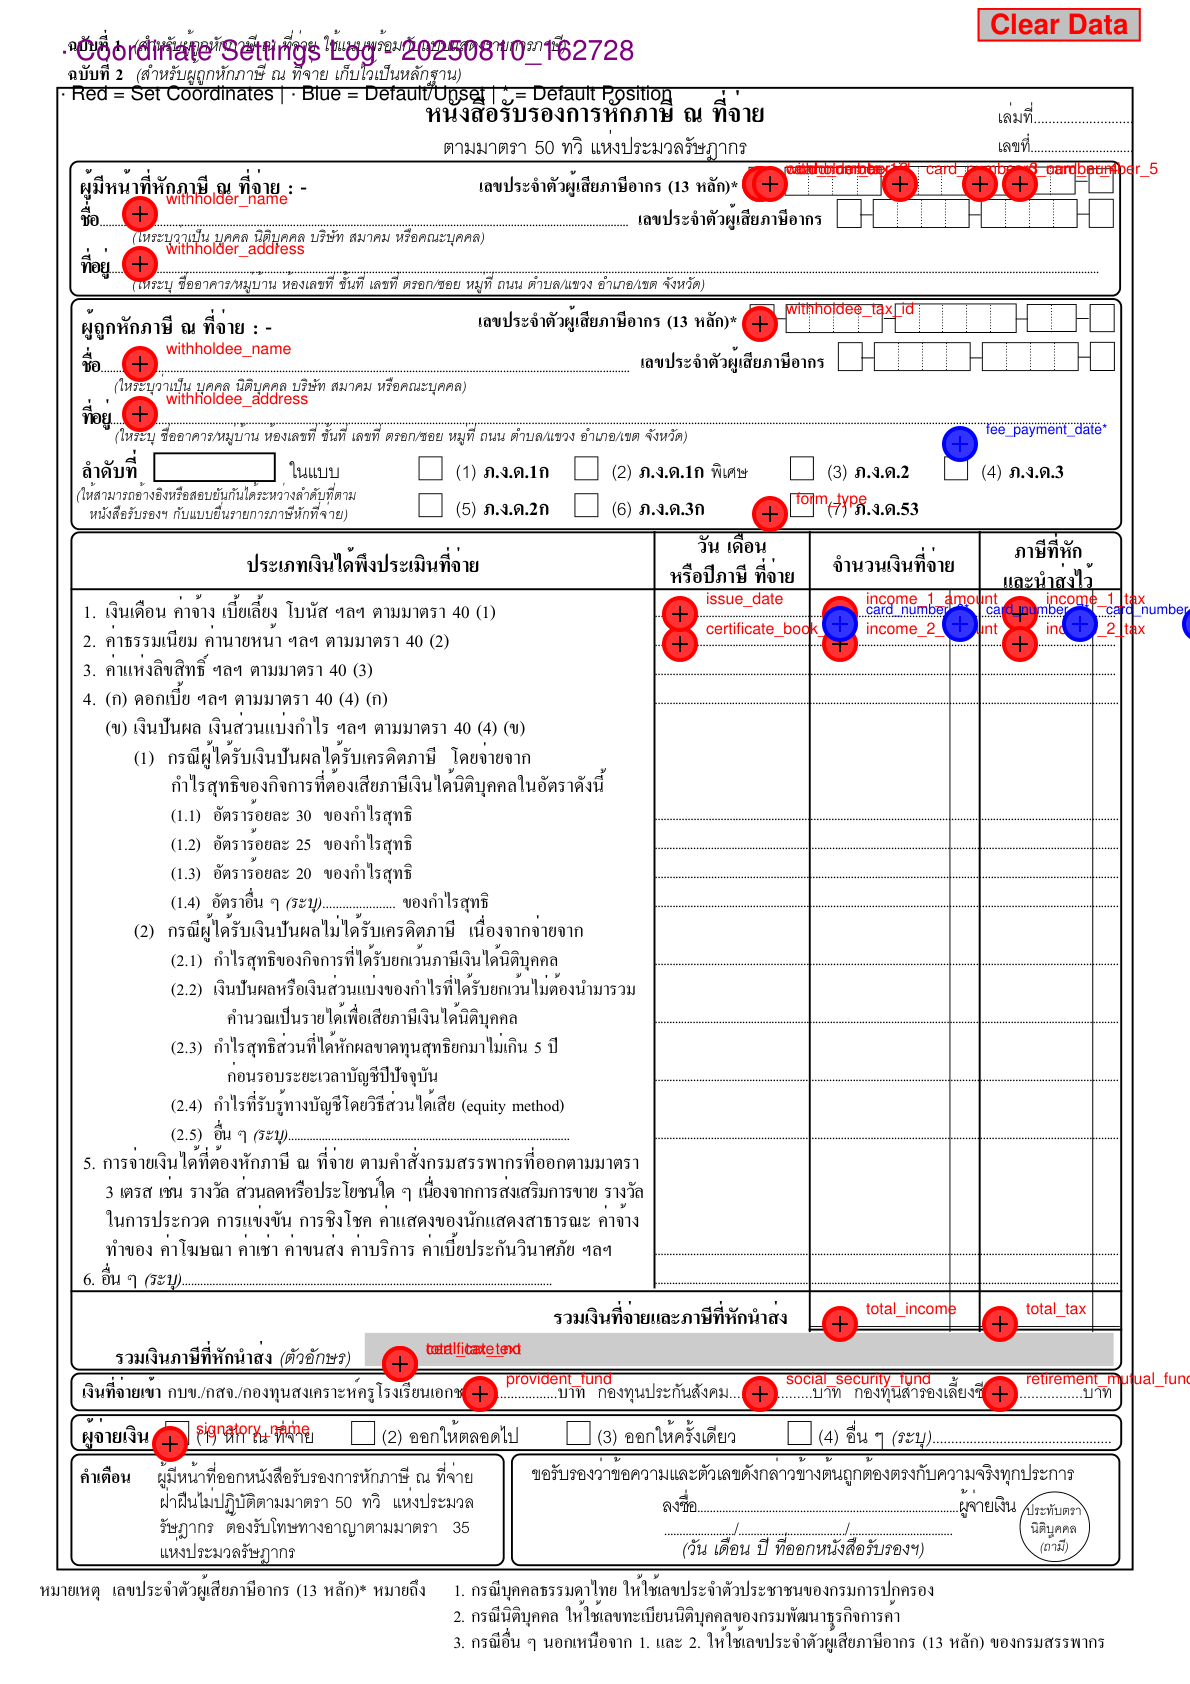 Clear Data
ฉบับที่ 1 (สำหรับผู้ถูกหักภาษี ณ ที่จ่าย ใช้แนบพร้อมกับแบบแสดงรายการภาษี)
· Coordinate Settings Log - 20250810_162728
ฉบับที่ 2 (สำหรับผู้ถูกหักภาษี ณ ที่จ่าย เก็บไว้เป็นหลักฐาน)
· Red = Set Coordinates | · Blue = Default/Unset | * = Default Position
หนังสือรับรองการหักภาษี ณ ที่จ่าย
เล่มที่
ตามมาตรา 50 ทวิ แห่งประมวลรัษฎากร
เลขที่
ผู้มีหน้าที่หักภาษี ณ ที่จ่าย : -
เลขประจำตัวผู้เสียภาษีอากร (13 หลัก)*
card_number_5
withholder_name
ชื่อ
เลขประจำตัวผู้เสียภาษีอากร
(ให้ระบุว่าเป็น บุคคล นิติบุคคล บริษัท สมาคม หรือคณะบุคคล)
withholder_address
ที่อยู่
(ให้ระบุ ชื่ออาคาร/หมู่บ้าน ห้องเลขที่ ชั้นที่ เลขที่ ตรอก/ซอย หมู่ที่ ถนน ตำบล/แขวง อำเภอ/เขต จังหวัด)
ผู้ถูกหักภาษี ณ ที่จ่าย : -
เลขประจำตัวผู้เสียภาษีอากร (13 หลัก)*
withholdee_tax_id
withholdee_name
ชื่อ
เลขประจำตัวผู้เสียภาษีอากร
(ให้ระบุว่าเป็น บุคคล นิติบุคคล บริษัท สมาคม หรือคณะบุคคล)
withholdee_address
ที่อยู่
(ให้ระบุ ชื่ออาคาร/หมู่บ้าน ห้องเลขที่ ชั้นที่ เลขที่ ตรอก/ซอย หมู่ที่ ถนน ตำบล/แขวง อำเภอ/เขต จังหวัด)
fee_payment_date*
ลำดับที่ ในแบบ (1) ภ.ง.ด.1ก (2) ภ.ง.ด.1ก พิเศษ (3) ภ.ง.ด.2 (4) ภ.ง.ด.3
(ให้สามารถอ้างอิงหรือสอบยันกันได้ระหว่างลำดับที่ตาม
หนังสือรับรองฯ กับแบบยื่นรายการภาษีหักที่จ่าย)
form_type
(5) ภ.ง.ด.2ก (6) ภ.ง.ด.3ก (7) ภ.ง.ด.53
ประเภทเงินได้พึงประเมินที่จ่าย
วัน เดือน
หรือปีภาษี ที่จ่าย
จำนวนเงินที่จ่าย
ภาษีที่หัก
และนำส่งไว้
1. เงินเดือน ค่าจ้าง เบี้ยเลี้ยง โบนัส ฯลฯ ตามมาตรา 40 (1)
issue_date income_1_amount income_1_tax
2. ค่าธรรมเนียม ค่านายหน้า ฯลฯ ตามมาตรา 40 (2)
certificate_book income_2_amount income_2_tax
3. ค่าแห่งลิขสิทธิ์ ฯลฯ ตามมาตรา 40 (3)
4. (ก) ดอกเบี้ย ฯลฯ ตามมาตรา 40 (4) (ก)
(ข) เงินปันผล เงินส่วนแบ่งกำไร ฯลฯ ตามมาตรา 40 (4) (ข)
(1) กรณีผู้ได้รับเงินปันผลได้รับเครดิตภาษี โดยจ่ายจาก
กำไรสุทธิของกิจการที่ต้องเสียภาษีเงินได้นิติบุคคลในอัตราดังนี้
(1.1) อัตราร้อยละ 30 ของกำไรสุทธิ
(1.2) อัตราร้อยละ 25 ของกำไรสุทธิ
(1.3) อัตราร้อยละ 20 ของกำไรสุทธิ
(1.4) อัตราอื่น ๆ (ระบุ) ของกำไรสุทธิ
(2) กรณีผู้ได้รับเงินปันผลไม่ได้รับเครดิตภาษี เนื่องจากจ่ายจาก
(2.1) กำไรสุทธิของกิจการที่ได้รับยกเว้นภาษีเงินได้นิติบุคคล
(2.2) เงินปันผลหรือเงินส่วนแบ่งของกำไรที่ได้รับยกเว้นไม่ต้องนำมารวม
คำนวณเป็นรายได้เพื่อเสียภาษีเงินได้นิติบุคคล
(2.3) กำไรสุทธิส่วนที่ได้หักผลขาดทุนสุทธิยกมาไม่เกิน 5 ปี
ก่อนรอบระยะเวลาบัญชีปีปัจจุบัน
(2.4) กำไรที่รับรู้ทางบัญชีโดยวิธีส่วนได้เสีย (equity method)
(2.5) อื่น ๆ (ระบุ)
5. การจ่ายเงินได้ที่ต้องหักภาษี ณ ที่จ่าย ตามคำสั่งกรมสรรพากรที่ออกตามมาตรา
3 เตรส เช่น รางวัล ส่วนลดหรือประโยชน์ใด ๆ เนื่องจากการส่งเสริมการขาย รางวัล
ในการประกวด การแข่งขัน การชิงโชค ค่าแสดงของนักแสดงสาธารณะ ค่าจ้าง
ทำของ ค่าโฆษณา ค่าเช่า ค่าขนส่ง ค่าบริการ ค่าเบี้ยประกันวินาศภัย ฯลฯ
6. อื่น ๆ (ระบุ)
รวมเงินที่จ่ายและภาษีที่หักนำส่ง
total_income total_tax
รวมเงินภาษีที่หักนำส่ง (ตัวอักษร)
provident_fund social_security_fund retirement_mutual_fund
เงินที่จ่ายเข้า กบข./กสจ./กองทุนสงเคราะห์ครูโรงเรียนเอกช บาท กองทุนประกันสังคม บาท กองทุนสำรองเลี้ยงชี บาท
signatory_name
ผู้จ่ายเงิน (1) หัก ณ ที่จ่าย (2) ออกให้ตลอดไป (3) ออกให้ครั้งเดียว (4) อื่น ๆ (ระบุ)
คำเตือน ผู้มีหน้าที่ออกหนังสือรับรองการหักภาษี ณ ที่จ่าย
ฝ่าฝืนไม่ปฏิบัติตามมาตรา 50 ทวิ แห่งประมวล
รัษฎากร ต้องรับโทษทางอาญาตามมาตรา 35
แห่งประมวลรัษฎากร
ขอรับรองว่าข้อความและตัวเลขดังกล่าวข้างต้นถูกต้องตรงกับความจริงทุกประการ
ลงชื่อ ผู้จ่ายเงิน
(วัน เดือน ปี ที่ออกหนังสือรับรองฯ)
ประทับตรา
นิติบุคคล
(ถ้ามี)
หมายเหตุ เลขประจำตัวผู้เสียภาษีอากร (13 หลัก)* หมายถึง 1. กรณีบุคคลธรรมดาไทย ให้ใช้เลขประจำตัวประชาชนของกรมการปกครอง
2. กรณีนิติบุคคล ให้ใช้เลขทะเบียนนิติบุคคลของกรมพัฒนาธุรกิจการค้า
3. กรณีอื่น ๆ นอกเหนือจาก 1. และ 2. ให้ใช้เลขประจำตัวผู้เสียภาษีอากร (13 หลัก) ของกรมสรรพากร